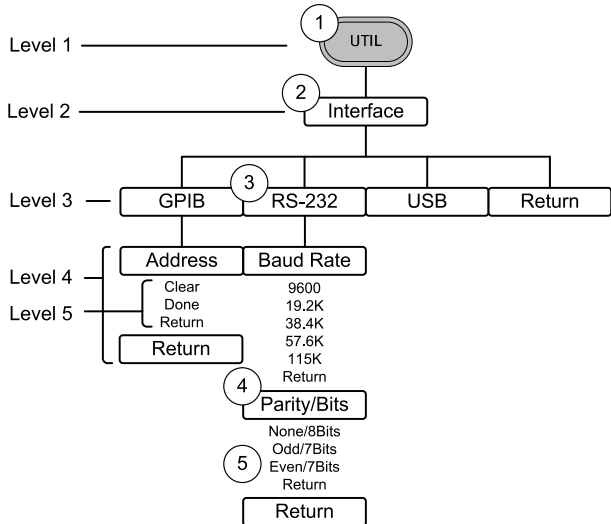 1
Level 1
UTIL
2
Level 2
Interface
3
Level 3
GPIB
RS-232
USB
Return
Level 4
Address
Baud Rate
Level 5
Clear
Done
Return
Return
9600
19.2K
38.4K
57.6K
115K
Return
4
Parity/Bits
None/8Bits
Odd/7Bits
5
Even/7Bits
Return
Return